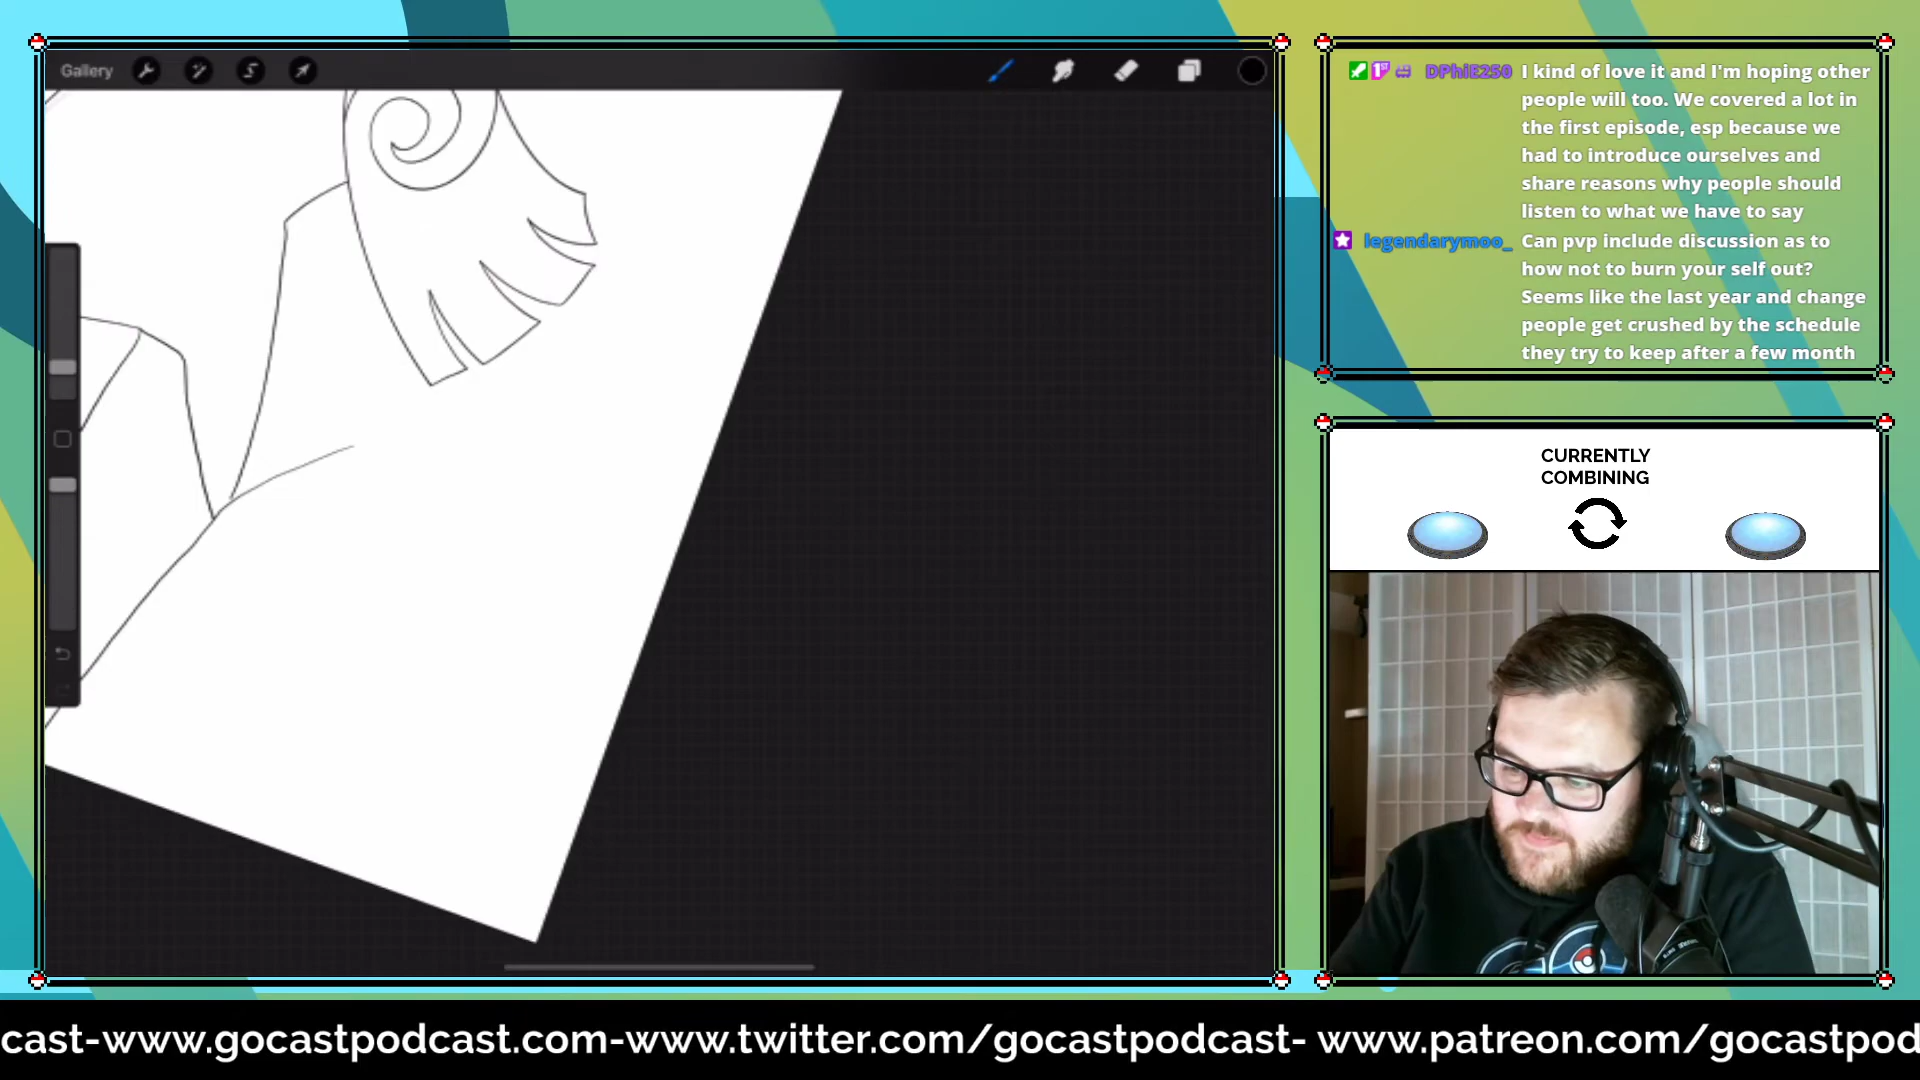 Gallery
DPhiE250 I kind of love it and I'm hoping other
people will too. We covered a lot in
the first episode, esp because we
had to introduce ourselves and
share reasons why people should
listen to what we have to say
legendarymoo_ Can pvp include discussion as to
how not to burn your self out?
Seems like the last year and change
people get crushed by the schedule
they try to keep after a few month
CURRENTLY
COMBINING
cast-www.gocastpodcast.com-www.twitter.com/gocastpodcast- www.patreon.com/gocastpod